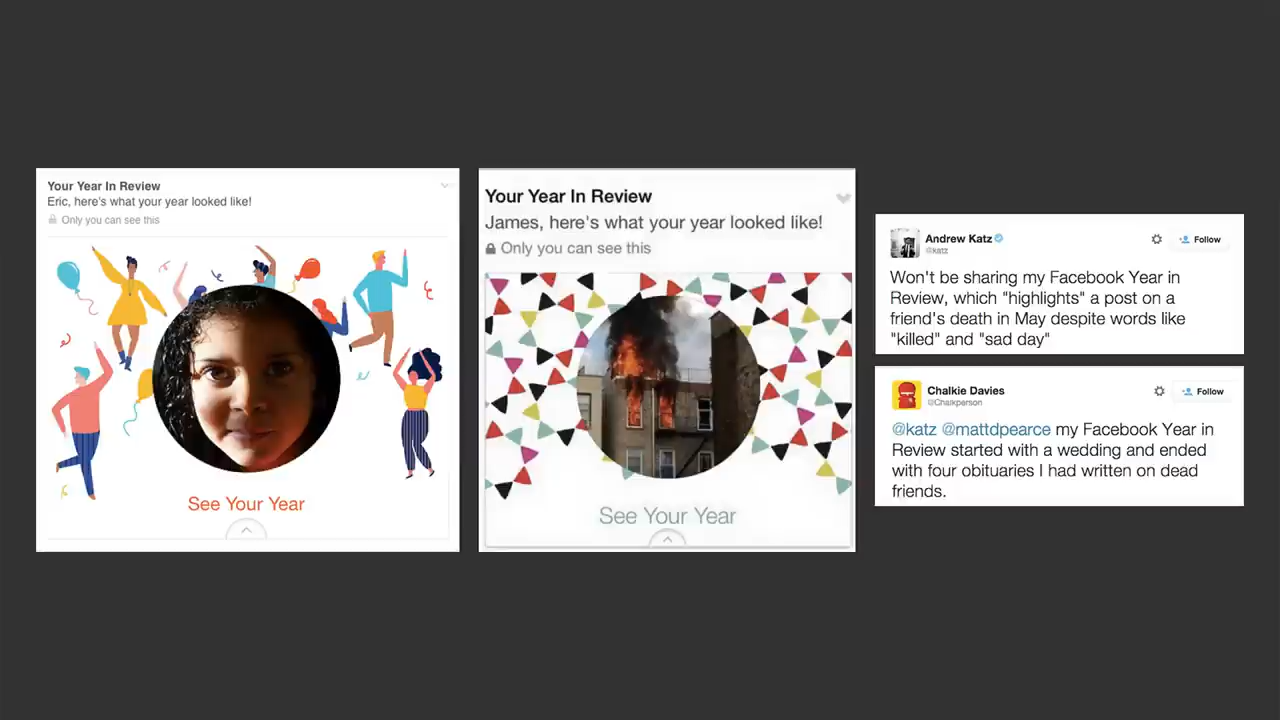 Your Year In Review
Eric, here's what your year looked like!
Only you can see this
See Your Year
Your Year In Review
James, here's what your year looked like!
Only you can see this
See Your Year
Andrew Katz
@katz
Follow
Won't be sharing my Facebook Year in
Review, which "highlights" a post on a
friend's death in May despite words like
"killed" and "sad day"
Chalkie Davies
@Chalkperson
Follow
@katz @mattdpearce my Facebook Year in
Review started with a wedding and ended
with four obituaries I had written on dead
friends.